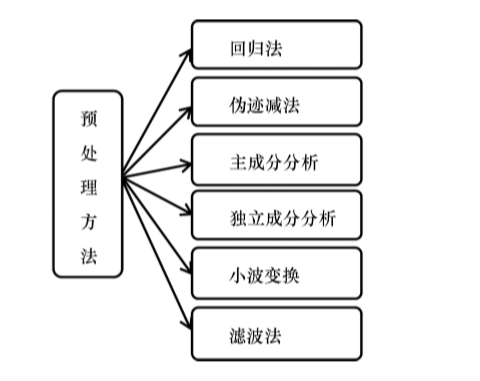 预处理方法
回归法
伪迹减法
主成分分析
独立成分分析
小波变换
滤波法